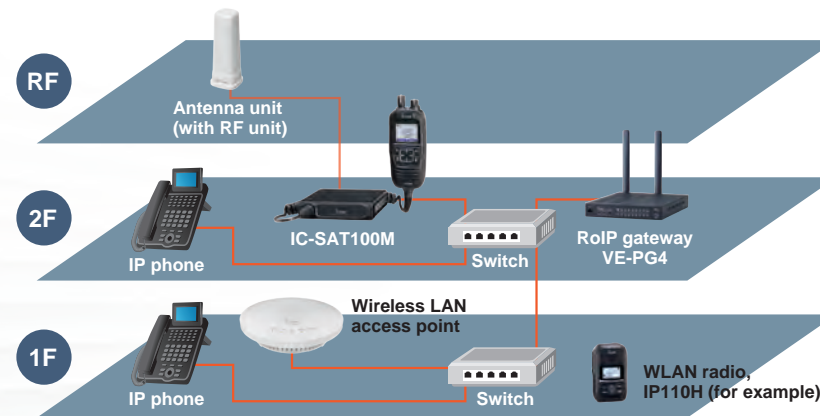 RF
Antenna unit
(with RF unit)
2F
IP phone
IC-SAT100M
Switch
RoIP gateway
VE-PG4
1F
IP phone
Wireless LAN
access point
Switch
WLAN radio,
IP110H (for example)